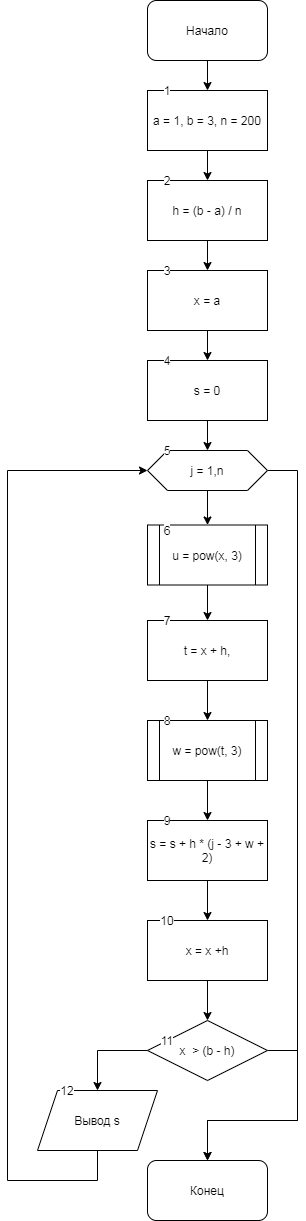 Начало
1
a = 1, b = 3, n = 200
2
h = (b - a) / n
3
x = a
4
s = 0
5
j = 1,n
6
u = pow(x, 3)
7
t = x + h,
8
w = pow(t, 3)
9
s = s + h * (j - 3 + w +
2)
10
x = x +h
11
x > (b - h)
12
Вывод s
Конец